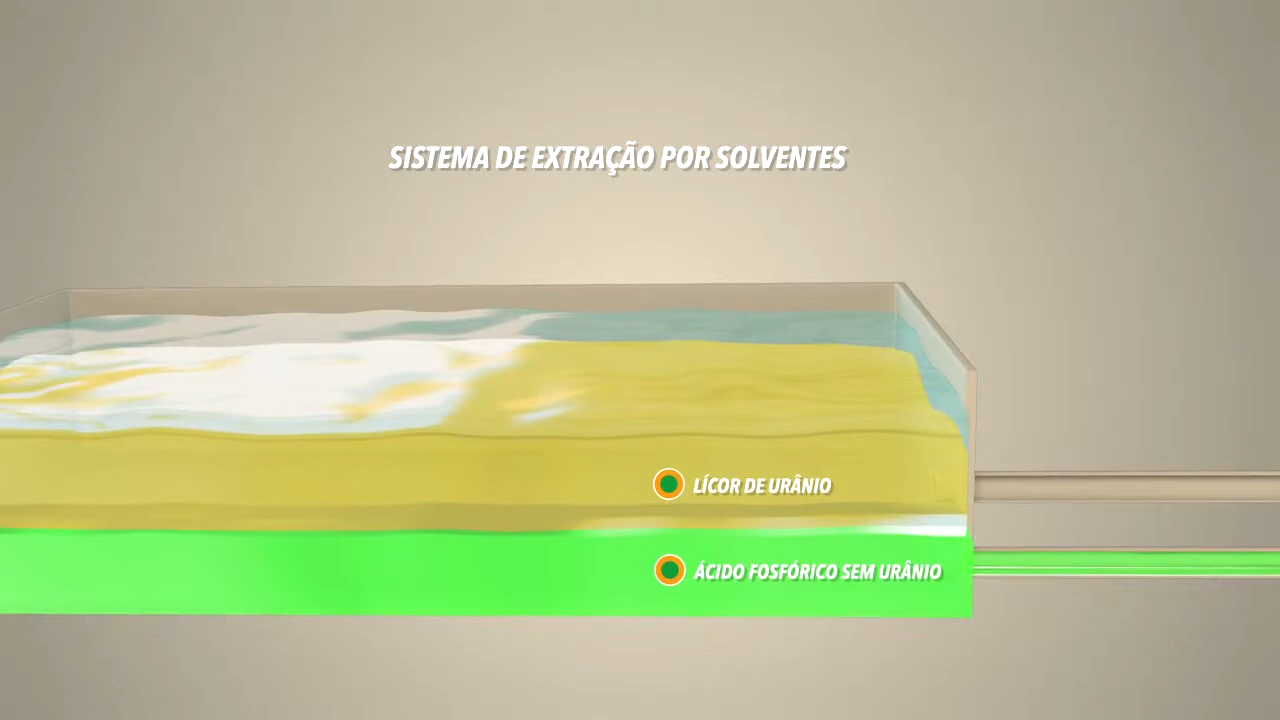 SISTEMA DE EXTRAÇÃO POR SOLVENTES
LÍCOR DE URÂNIO
ÁCIDO FOSFÓRICO SEM URÂNIO